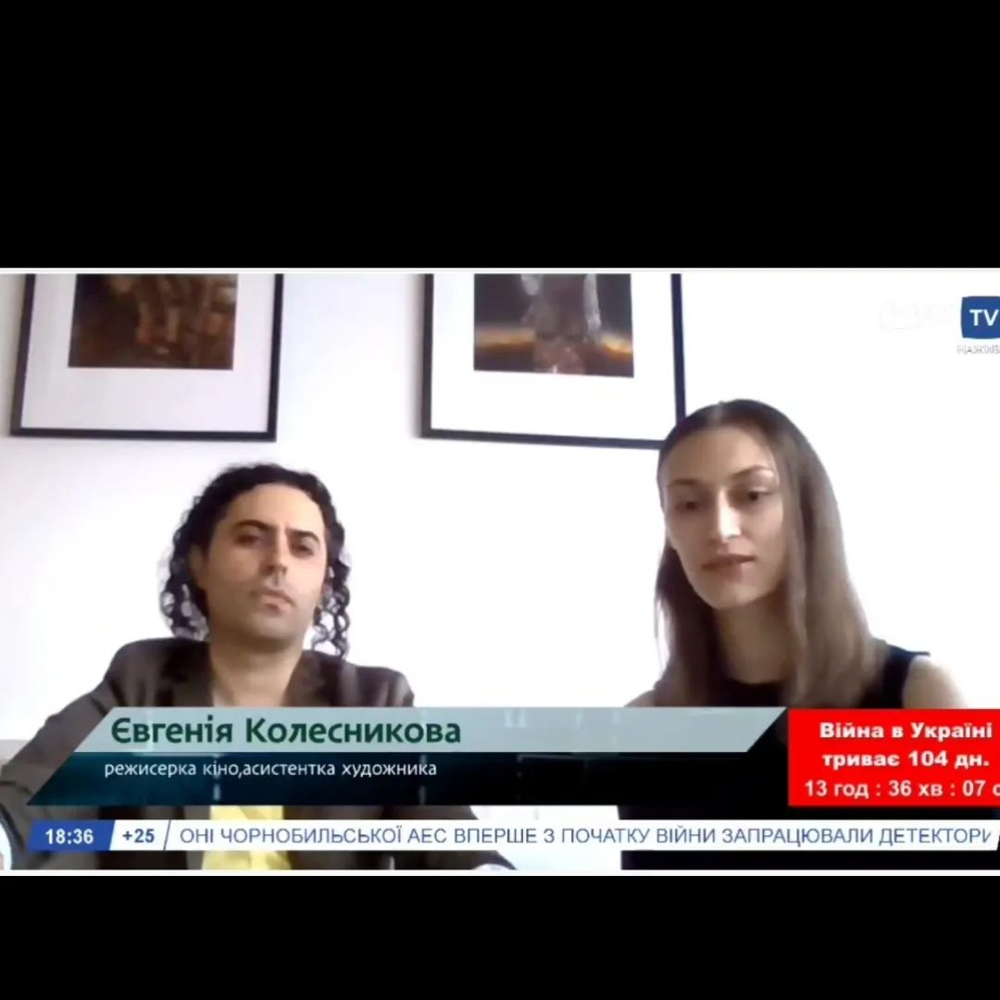 TV
НАЖИВ
Євгенія Колесникова
режисерка кіно,асистентка художника
Війна в Україні
триває 104 дн.
13 год : 36 хв : 07 с
18:36 +25 ОНІ ЧОРНОБИЛЬСЬКОЇ АЕС ВПЕРШЕ З ПОЧАТКУ ВІЙНИ ЗАПРАЦЮВАЛИ ДЕТЕКТОРИ